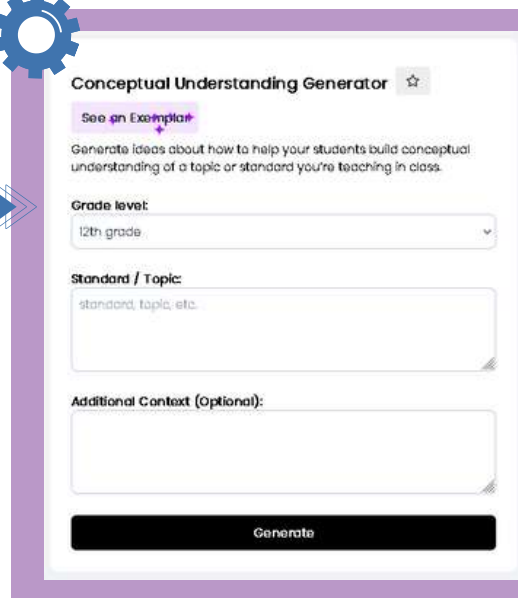 Conceptual Understanding Generator
See an Exemplar
Generate ideas about how to help your students build conceptual
understanding of a topic or standard you're teaching in class.
Grade level:
12th grade
Standard / Topic:
standard, topic, etc.
Additional Context (Optional):
Generate